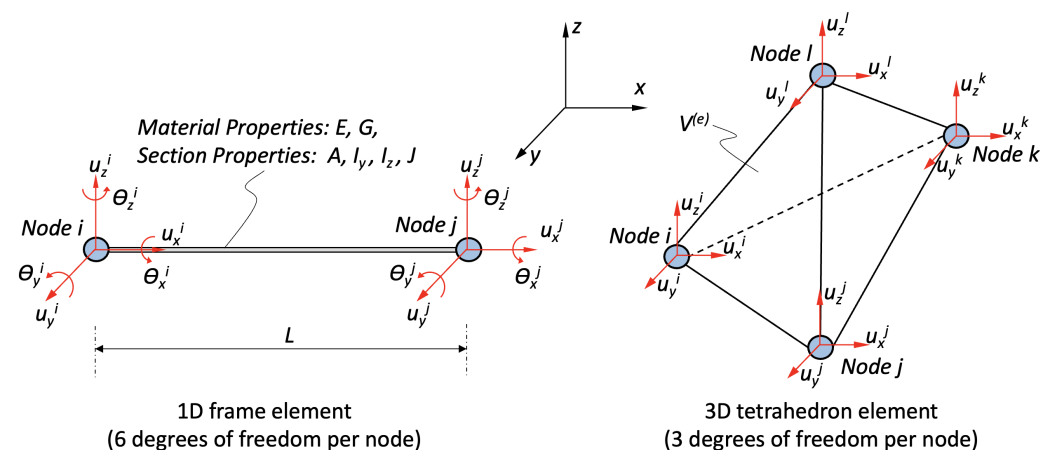 Material Properties: E, G,
Section Properties: A, I_y, I_z, J
u_z^i
θ_z^i
Node i
u_x^i
θ_x^i
θ_y^i
u_y^i
u_z^j
θ_z^j
Node j
u_x^j
θ_x^j
θ_y^j
u_y^j
L
1D frame element
(6 degrees of freedom per node)
z
x
y
u_z^l
Node l
u_x^l
u_y^l
V^(e)
u_z^k
u_x^k
u_y^k
Node k
u_z^i
Node i
u_x^i
u_y^i
u_z^j
u_x^j
u_y^j
Node j
3D tetrahedron element
(3 degrees of freedom per node)